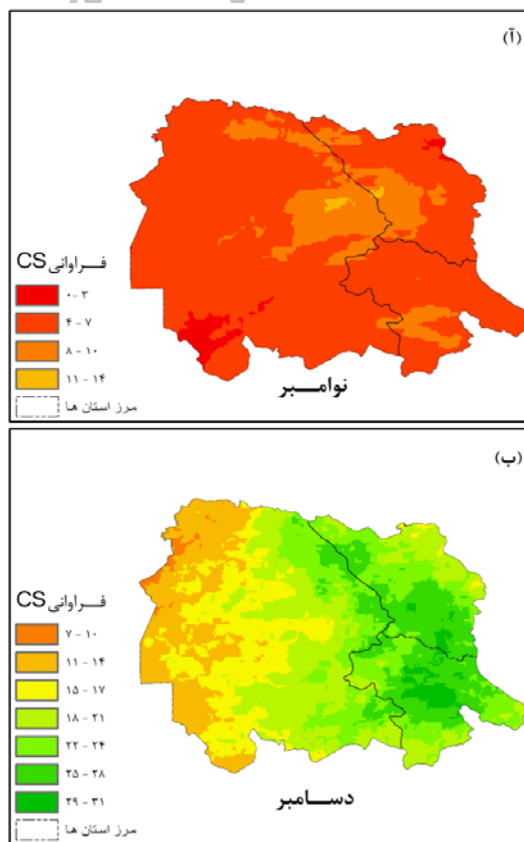 (آ)
فراوانی CS
۰ - ۳
۴ - ۷
۸ - ۱۰
۱۱ - ۱۴
مرز استان ها
نوامبر
(ب)
فراوانی CS
۷ - ۱۰
۱۱ - ۱۴
۱۵ - ۱۷
۱۸ - ۲۱
۲۲ - ۲۴
۲۵ - ۲۸
۲۹ - ۳۱
مرز استان ها
دسامبر